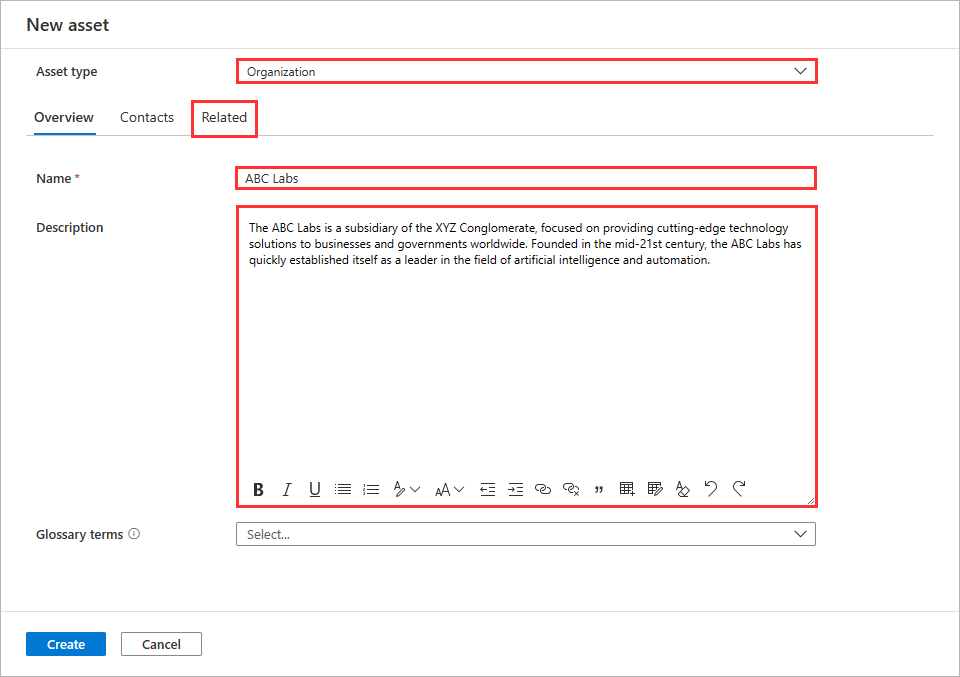 New asset
Asset type
Organization
Overview
Contacts
Related
Name *
ABC Labs
Description
The ABC Labs is a subsidiary of the XYZ Conglomerate, focused on providing cutting-edge technology
solutions to businesses and governments worldwide. Founded in the mid-21st century, the ABC Labs has
quickly established itself as a leader in the field of artificial intelligence and automation.
B I U
Glossary terms
Select...
Create
Cancel